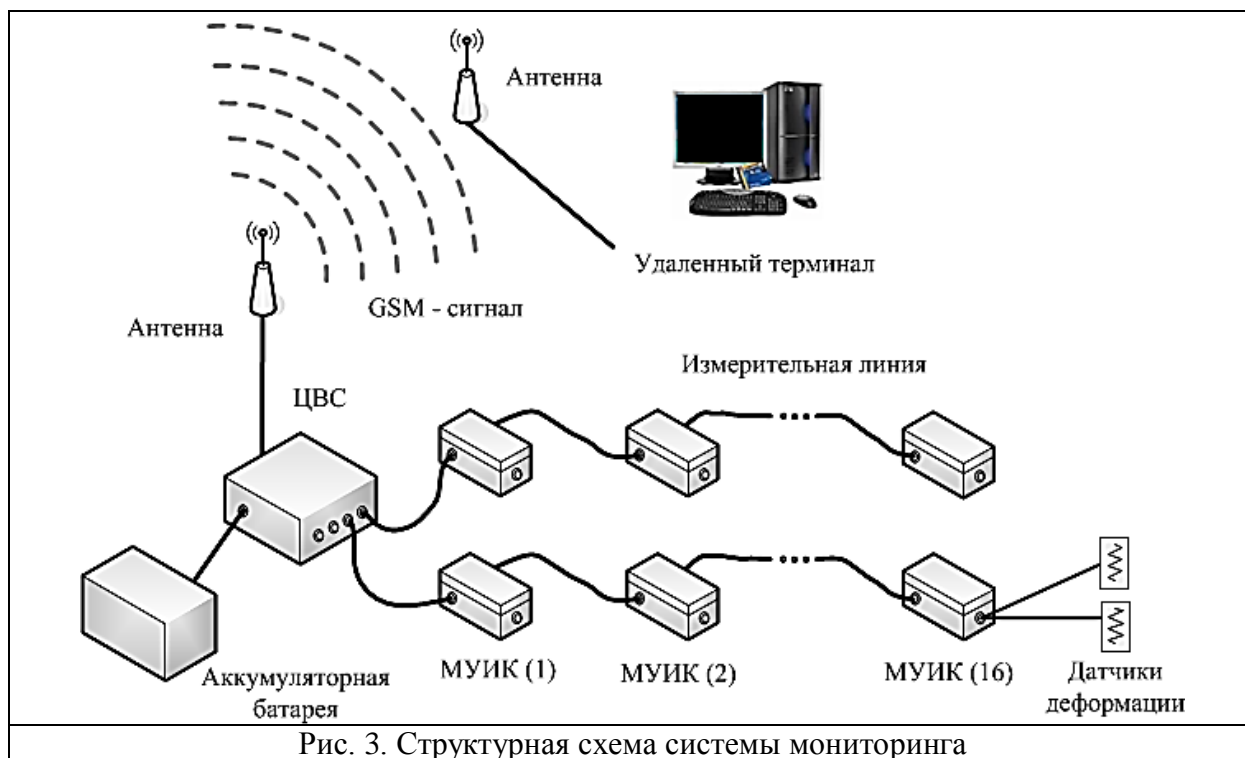 Антенна
Удаленный терминал
GSM - сигнал
Антенна
Измерительная линия
ЦВС
МУИК (1)
МУИК (2)
МУИК (16)
Аккумуляторная
батарея
Датчики
деформации
Рис. 3. Структурная схема системы мониторинга